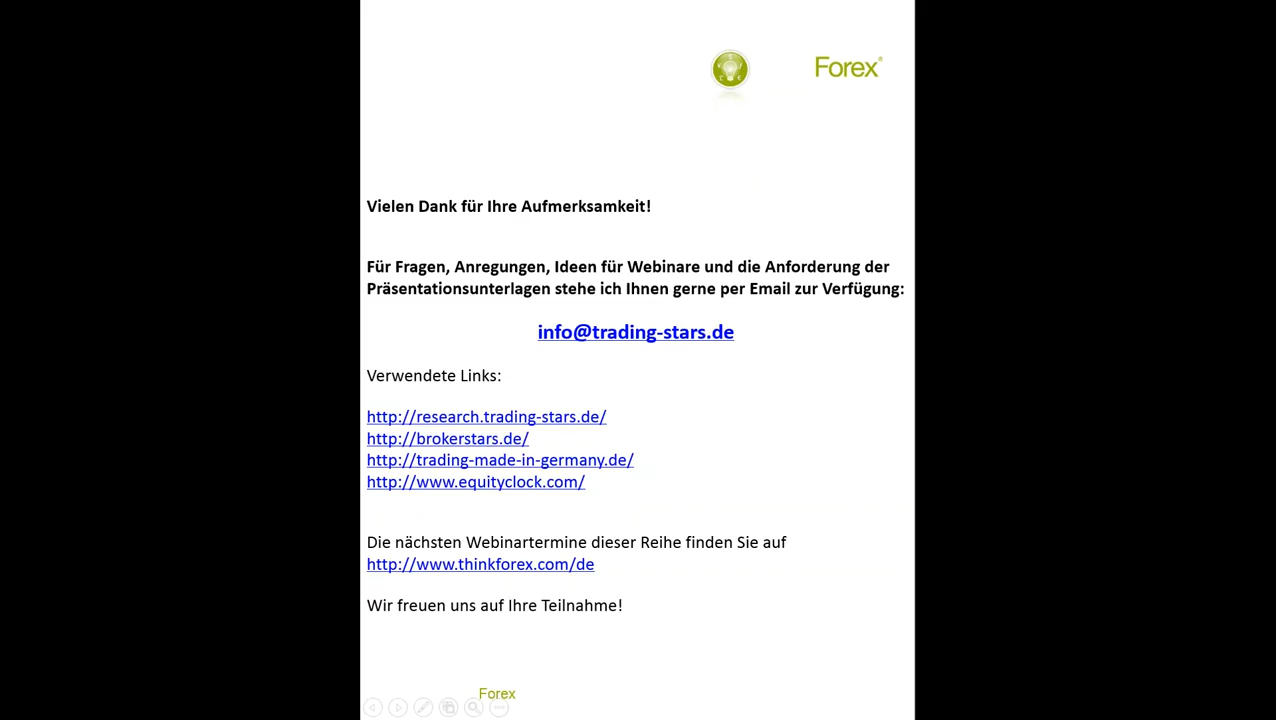 Forex®
Vielen Dank für Ihre Aufmerksamkeit!
Für Fragen, Anregungen, Ideen für Webinare und die Anforderung der
Präsentationsunterlagen stehe ich Ihnen gerne per Email zur Verfügung:
info@trading-stars.de
Verwendete Links:
http://research.trading-stars.de/
http://brokerstars.de/
http://trading-made-in-germany.de/
http://www.equityclock.com/
Die nächsten Webinartermine dieser Reihe finden Sie auf
http://www.thinkforex.com/de
Wir freuen uns auf Ihre Teilnahme!
Forex